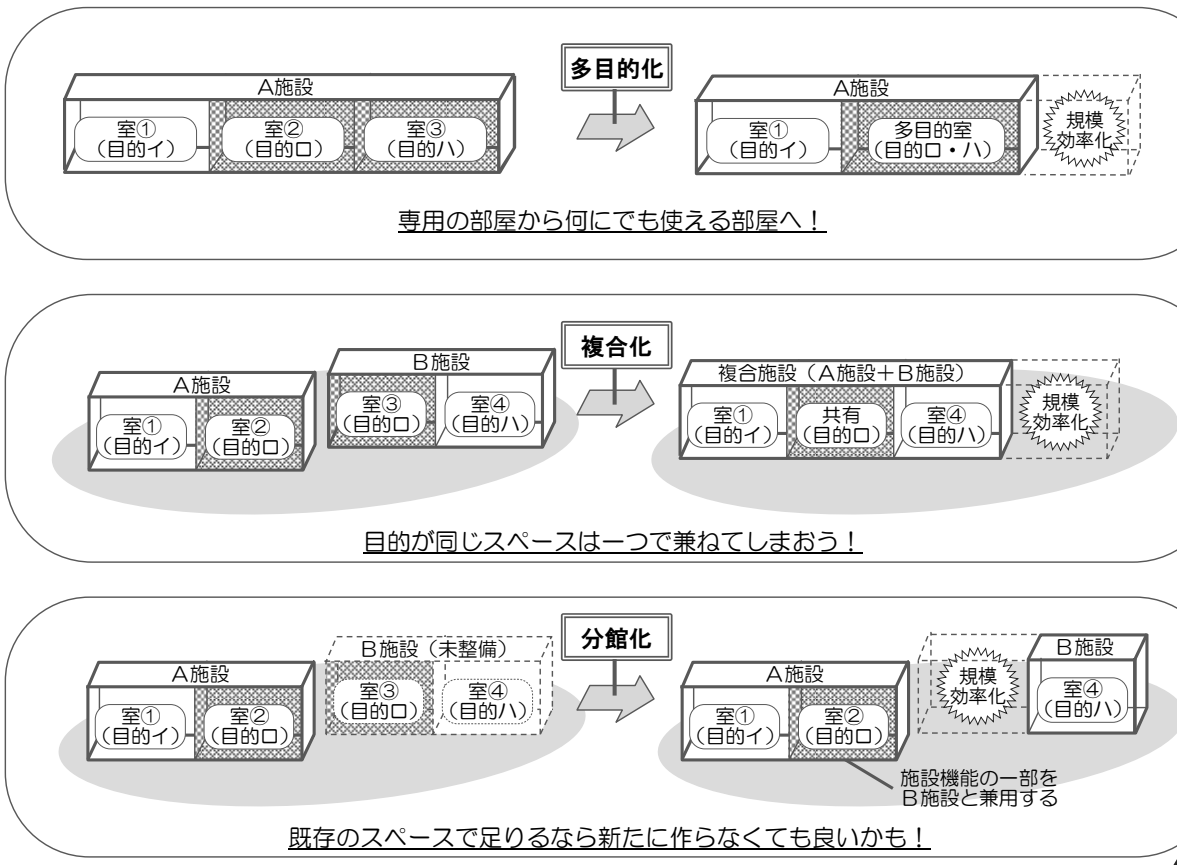 多目的化
A施設
室①
(目的イ)
室②
(目的ロ)
室③
(目的ハ)
A施設
室①
(目的イ)
多目的室
(目的ロ・ハ)
規模
効率化
専用の部屋から何にでも使える部屋へ！
複合化
A施設
室①
(目的イ)
室②
(目的ロ)
B施設
室③
(目的ロ)
室④
(目的ハ)
複合施設（A施設＋B施設）
室①
(目的イ)
共有
(目的ロ)
室④
(目的ハ)
規模
効率化
目的が同じスペースは一つで兼ねてしまおう！
分館化
A施設
室①
(目的イ)
室②
(目的ロ)
B施設（未整備）
室③
(目的ロ)
室④
(目的ハ)
A施設
室①
(目的イ)
室②
(目的ロ)
規模
効率化
B施設
室④
(目的ハ)
施設機能の一部を
B施設と兼用する
既存のスペースで足りるなら新たに作らなくても良いかも！